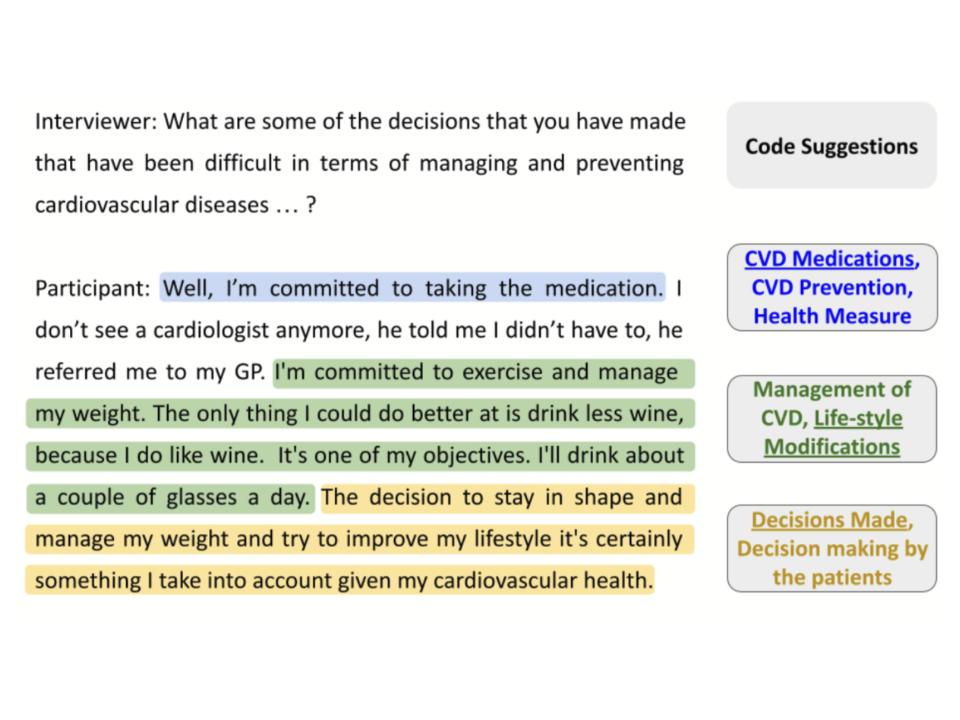 Interviewer: What are some of the decisions that you have made
that have been difficult in terms of managing and preventing
cardiovascular diseases … ?
Participant: Well, I’m committed to taking the medication. I
don’t see a cardiologist anymore, he told me I didn’t have to, he
referred me to my GP. I'm committed to exercise and manage
my weight. The only thing I could do better at is drink less wine,
because I do like wine. It's one of my objectives. I'll drink about
a couple of glasses a day. The decision to stay in shape and
manage my weight and try to improve my lifestyle it's certainly
something I take into account given my cardiovascular health.
Code Suggestions
CVD Medications,
CVD Prevention,
Health Measure
Management of
CVD, Life-style
Modifications
Decisions Made,
Decision making by
the patients